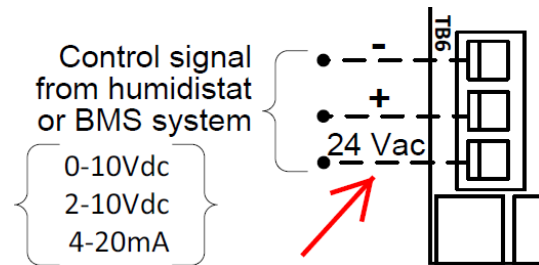 Control signal
from humidistat
or BMS system
0-10Vdc
2-10Vdc
4-20mA
-
+
24 Vac
TB6